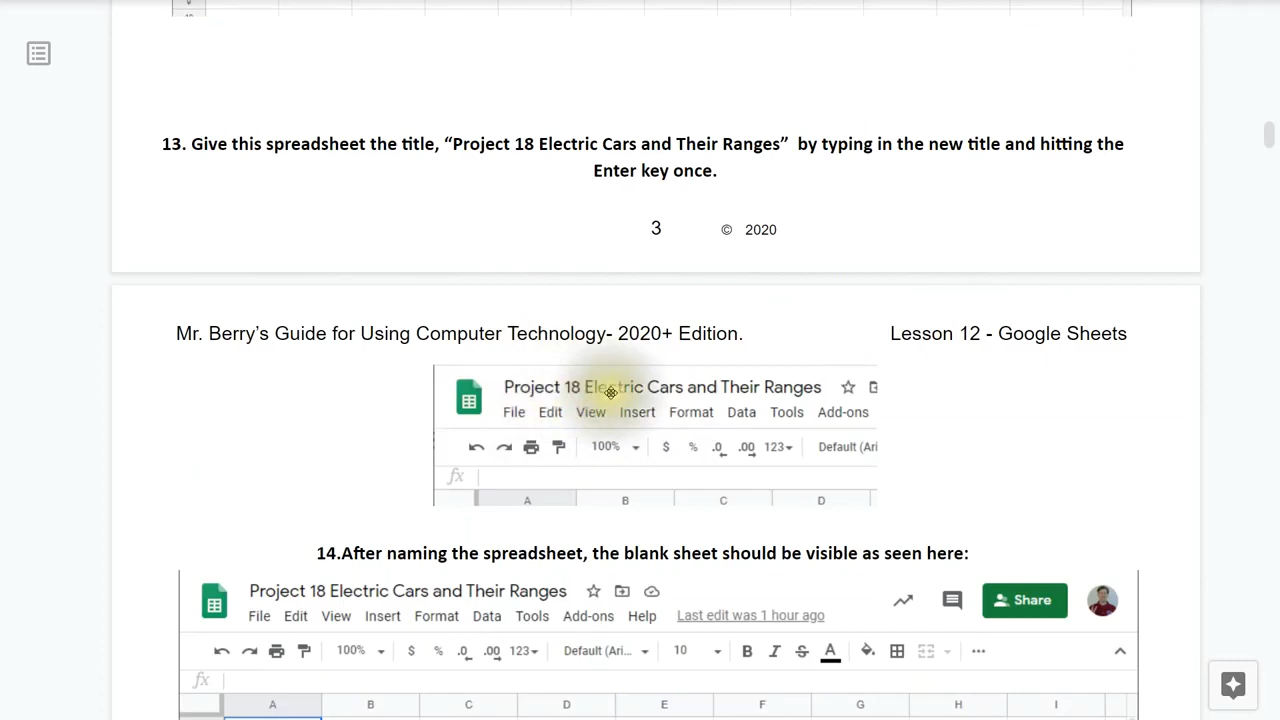 13. Give this spreadsheet the title, “Project 18 Electric Cars and Their Ranges”  by typing in the new title and hitting the
Enter key once.
3 © 2020
Mr. Berry’s Guide for Using Computer Technology- 2020+ Edition. Lesson 12 - Google Sheets
Project 18 Electric Cars and Their Ranges
File Edit View Insert Format Data Tools Add-ons
100% $ % .0 .00 123 Default (Ari
fx
A B C D
14.After naming the spreadsheet, the blank sheet should be visible as seen here:
Project 18 Electric Cars and Their Ranges
Share
File Edit View Insert Format Data Tools Add-ons Help Last edit was 1 hour ago
100% $ % .0 .00 123 Default (Ari... 10 B I S A
fx
A B C D E F G H I